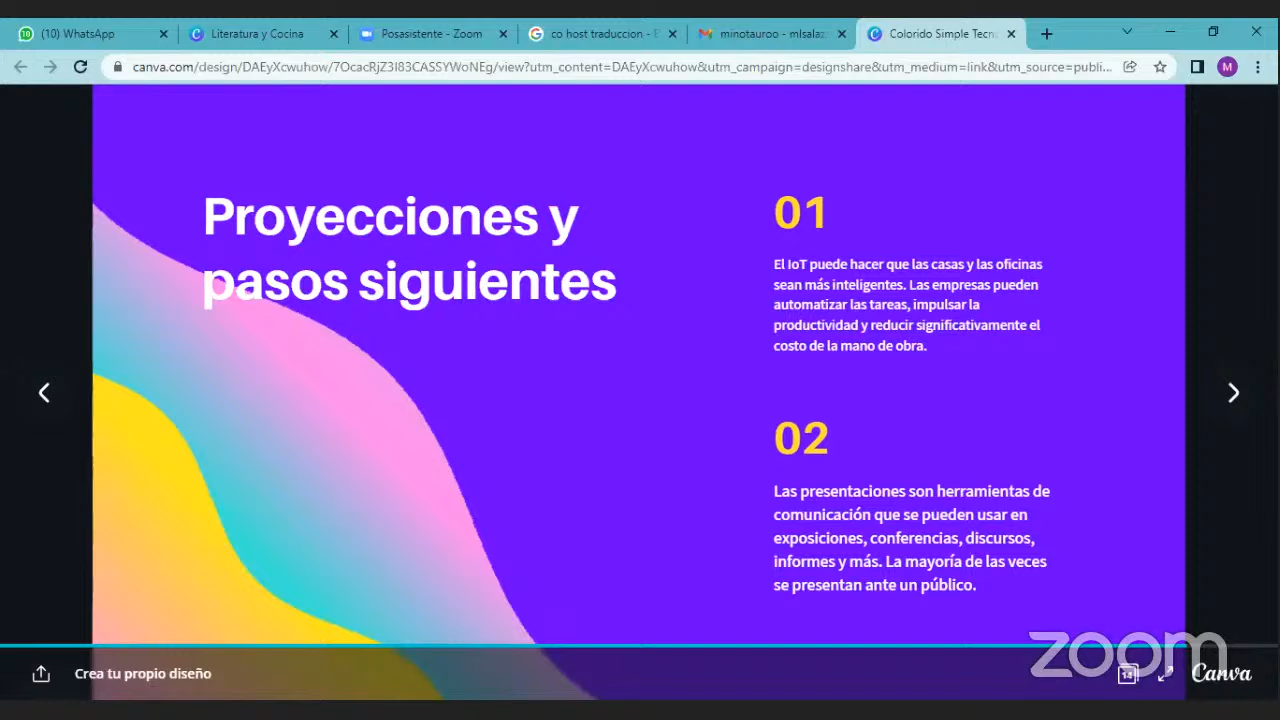 (10) WhatsApp
Literatura y Cocina
Posasistente - Zoom
co host traduccion - 
minotauroo - mlsalaz
Colorido Simple Tecn
canva.com/design/DAEyXcwuhow/7OcacRjZ3I83CASSYWoNEg/view?utm_content=DAEyXcwuhow&utm_campaign=designshare&utm_medium=link&utm_source=publi...
M
Proyecciones y
pasos siguientes
01
El IoT puede hacer que las casas y las oficinas
sean más inteligentes. Las empresas pueden
automatizar las tareas, impulsar la
productividad y reducir significativamente el
costo de la mano de obra.
02
Las presentaciones son herramientas de
comunicación que se pueden usar en
exposiciones, conferencias, discursos,
informes y más. La mayoría de las veces
se presentan ante un público.
zoom
Crea tu propio diseño
14
Canva